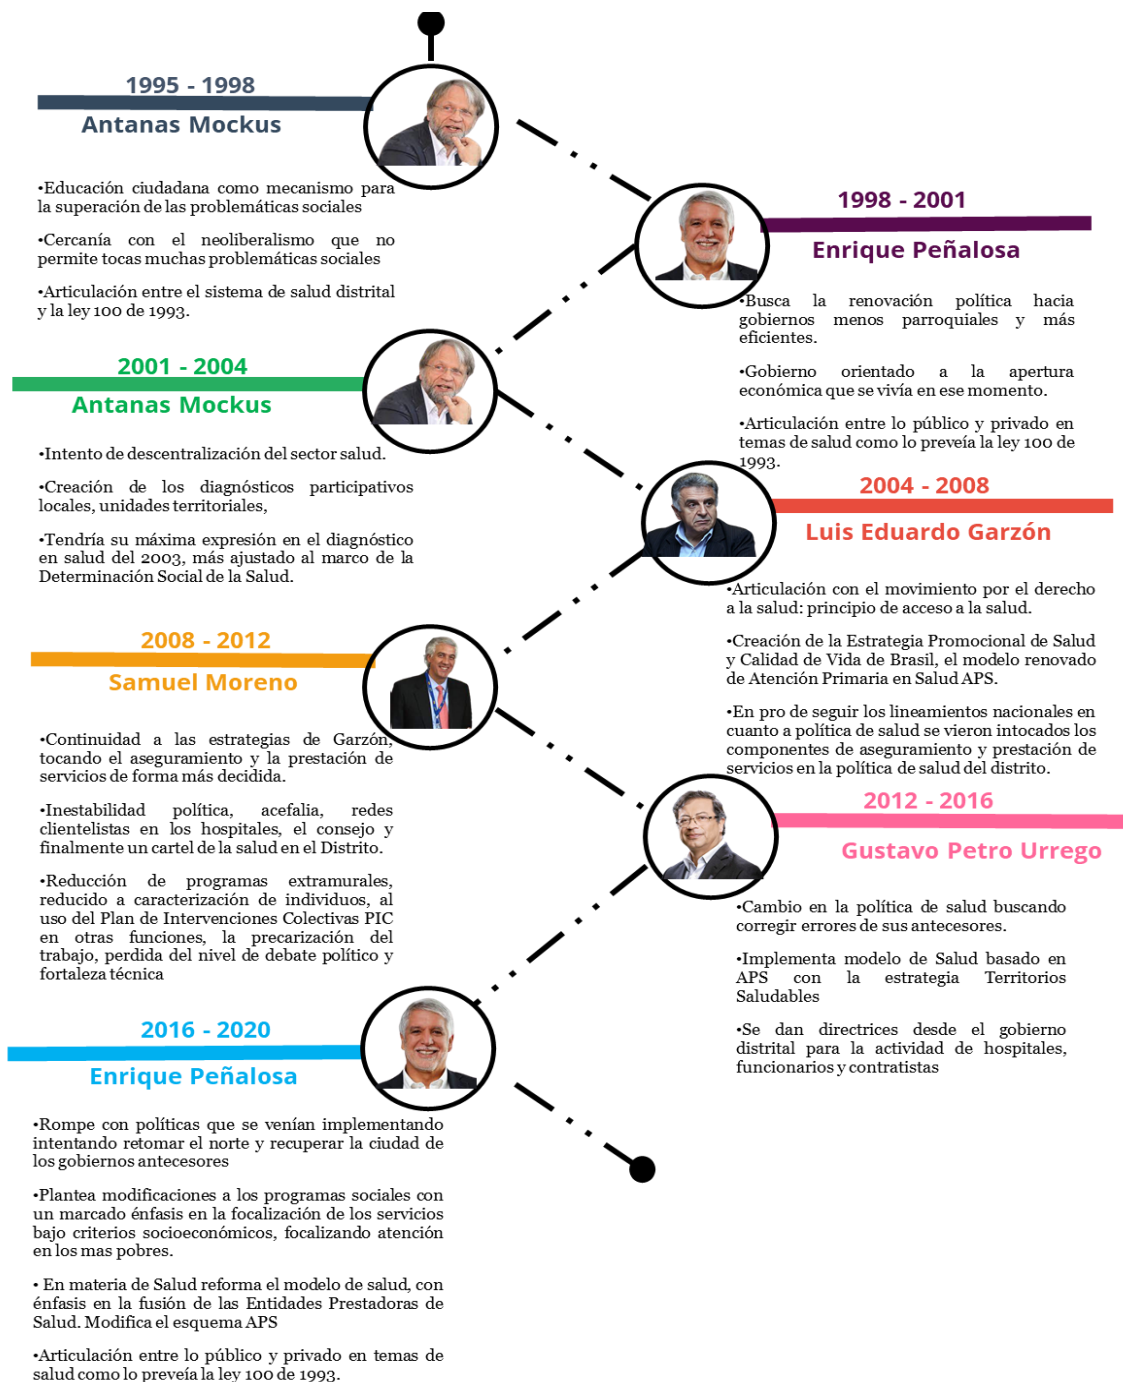 1995 - 1998
Antanas Mockus
•Educación ciudadana como mecanismo para
la superación de las problemáticas sociales
•Cercanía con el neoliberalismo que no
permite tocas muchas problemáticas sociales
•Articulación entre el sistema de salud distrital
y la ley 100 de 1993.
1998 - 2001
Enrique Peñalosa
•Busca la renovación política hacia
gobiernos menos parroquiales y más
eficientes.
•Gobierno orientado a la apertura
económica que se vivía en ese momento.
•Articulación entre lo público y privado en
temas de salud como lo preveía la ley 100 de
1993.
2001 - 2004
Antanas Mockus
•Intento de descentralización del sector salud.
•Creación de los diagnósticos participativos
locales, unidades territoriales,
•Tendría su máxima expresión en el diagnóstico
en salud del 2003, más ajustado al marco de la
Determinación Social de la Salud.
2004 - 2008
Luis Eduardo Garzón
•Articulación con el movimiento por el derecho
a la salud: principio de acceso a la salud.
•Creación de la Estrategia Promocional de Salud
y Calidad de Vida de Brasil, el modelo renovado
de Atención Primaria en Salud APS.
•En pro de seguir los lineamientos nacionales en
cuanto a política de salud se vieron intocados los
componentes de aseguramiento y prestación de
servicios en la política de salud del distrito.
2008 - 2012
Samuel Moreno
•Continuidad a las estrategias de Garzón,
tocando el aseguramiento y la prestación de
servicios de forma más decidida.
•Inestabilidad política, acefalia, redes
clientelistas en los hospitales, el consejo y
finalmente un cartel de la salud en el Distrito.
•Reducción de programas extramurales,
reducido a caracterización de individuos, al
uso del Plan de Intervenciones Colectivas PIC
en otras funciones, la precarización del
trabajo, perdida del nivel de debate político y
fortaleza técnica
2012 - 2016
Gustavo Petro Urrego
•Cambio en la política de salud buscando
corregir errores de sus antecesores.
•Implementa modelo de Salud basado en
APS con la estrategia Territorios
Saludables
•Se dan directrices desde el gobierno
distrital para la actividad de hospitales,
funcionarios y contratistas
2016 - 2020
Enrique Peñalosa
•Rompe con políticas que se venían implementando
intentando retomar el norte y recuperar la ciudad de
los gobiernos antecesores
•Plantea modificaciones a los programas sociales con
un marcado énfasis en la focalización de los servicios
bajo criterios socioeconómicos, focalizando atención
en los mas pobres.
• En materia de Salud reforma el modelo de salud, con
énfasis en la fusión de las Entidades Prestadoras de
Salud. Modifica el esquema APS
•Articulación entre lo público y privado en temas de
salud como lo preveía la ley 100 de 1993.